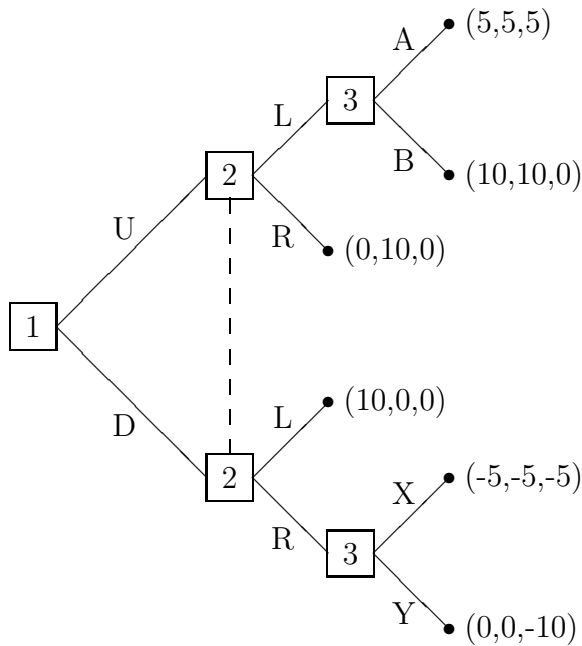 A (5,5,5)
3
L
B (10,10,0)
2
U
R (0,10,0)
1
D
L (10,0,0)
2
X (-5,-5,-5)
R
3
Y (0,0,-10)